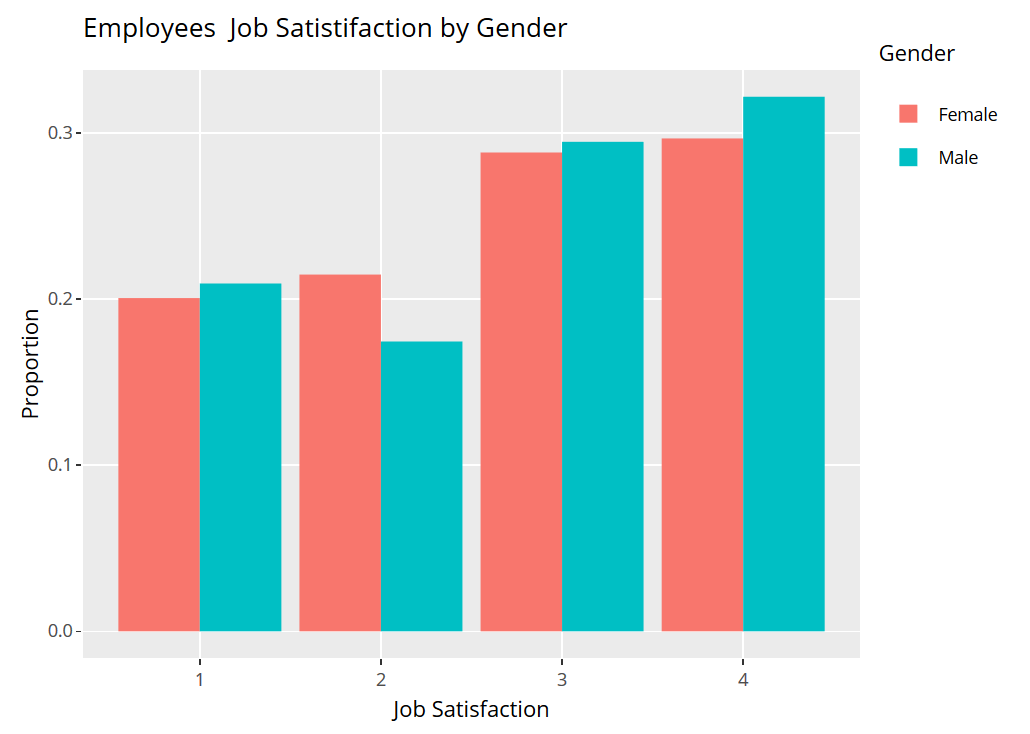 Employees  Job Satistifaction by Gender
Gender
Female
Male
Proportion
0.3
0.2
0.1
0.0
1 2 3 4
Job Satisfaction